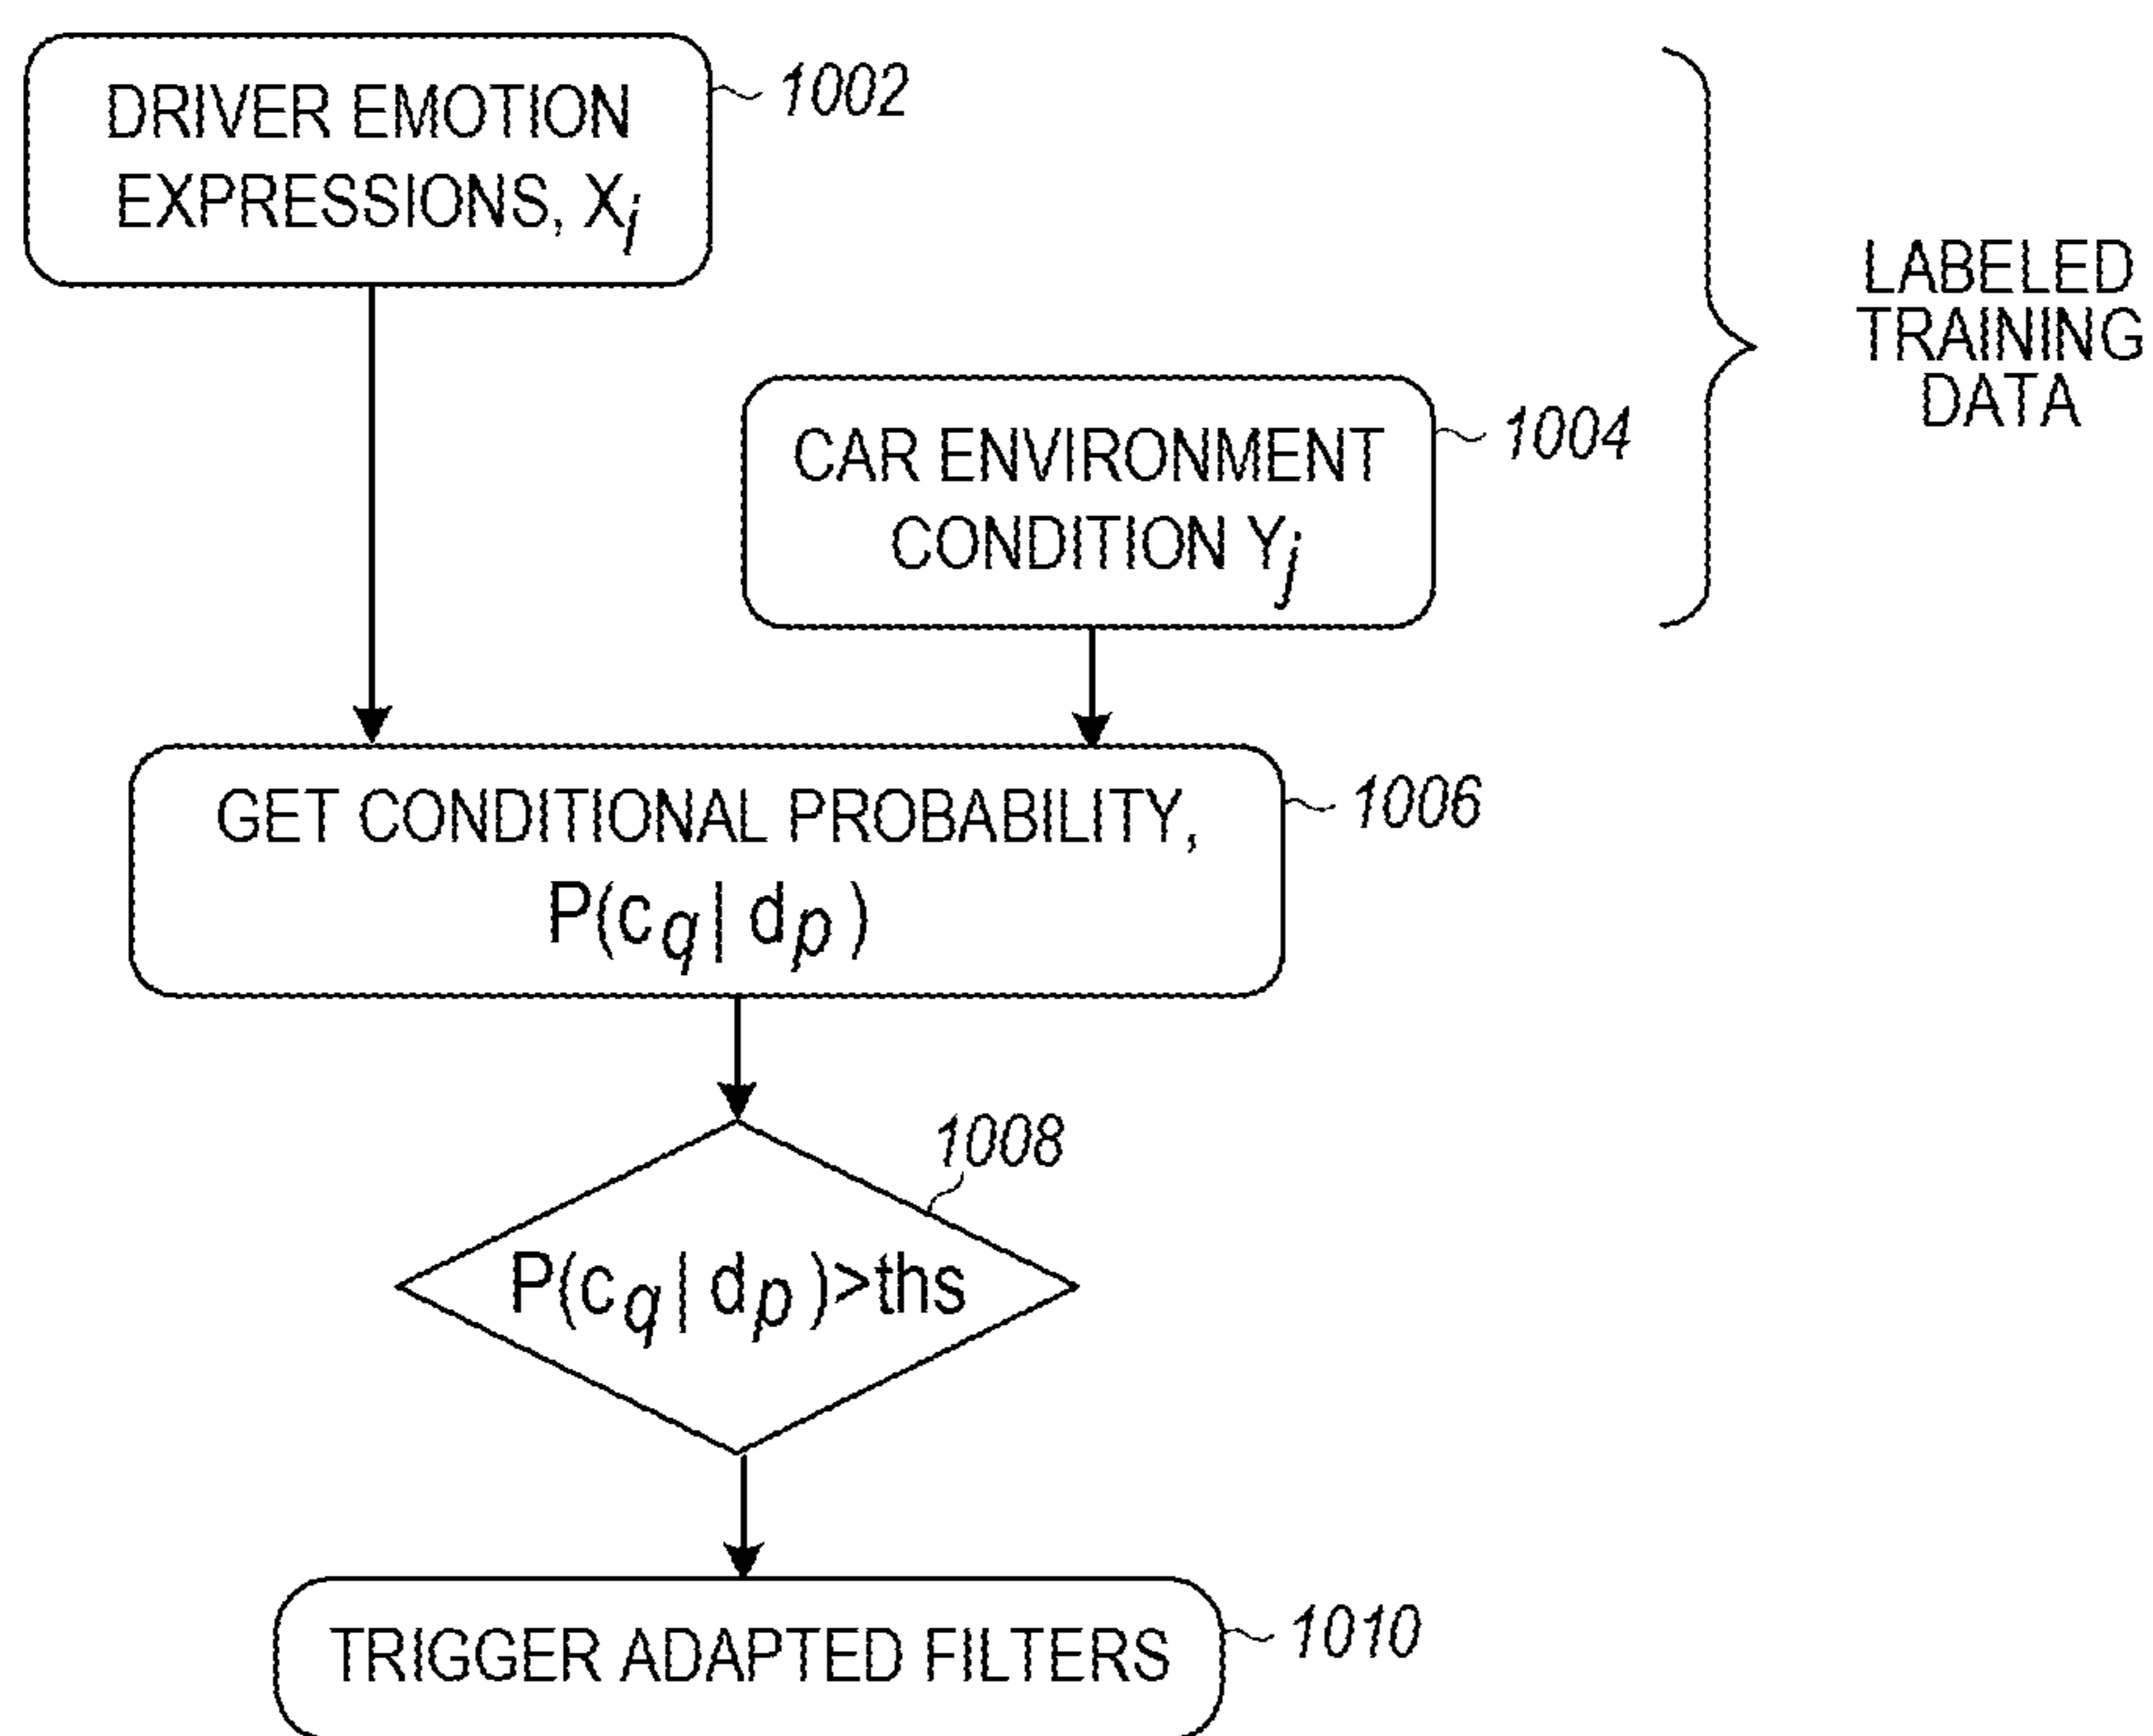 DRIVER EMOTION
EXPRESSIONS, Xi
1002
LABELED
TRAINING
DATA
CAR ENVIRONMENT
CONDITION Yj
1004
GET CONDITIONAL PROBABILITY,
P(cq | dp)
1006
1008
P(cq | dp)>ths
TRIGGER ADAPTED FILTERS
1010